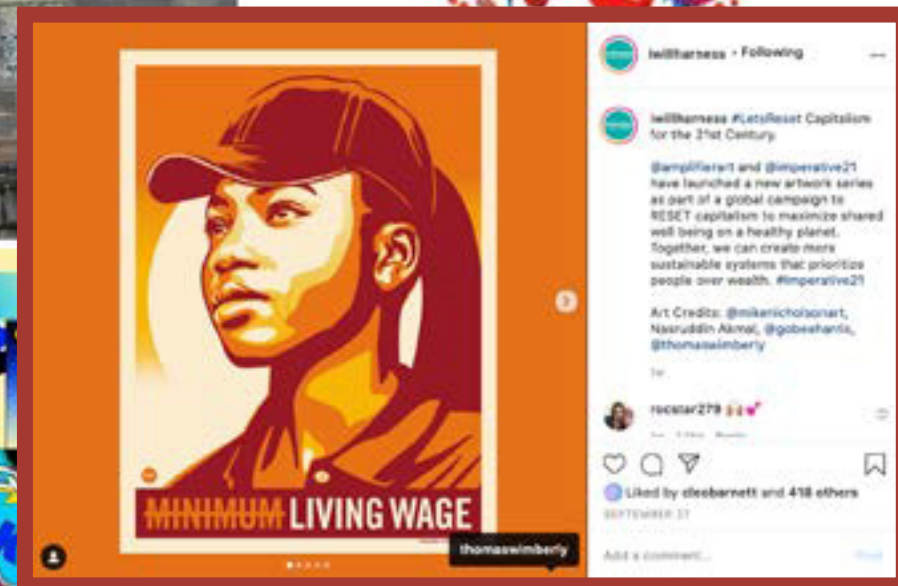 MINIMUM LIVING WAGE
thomaswimberly
iwillharness • Following
iwillharness #LetsReset Capitalism
for the 21st Century.
@amplifierart and @imperative21
have launched a new artwork series
as part of a global campaign to
RESET capitalism to maximize shared
well being on a healthy planet.
Together, we can create more
sustainable systems that prioritize
people over wealth. #imperative21
Art Credits: @mikenicholsonart,
Nasruddin Akmal, @gobeeharris,
@thomaswimberly
1w
rocstar279 🙌🏽💕
Liked by cleobarnett and 418 others
SEPTEMBER 27
Add a comment...
Post